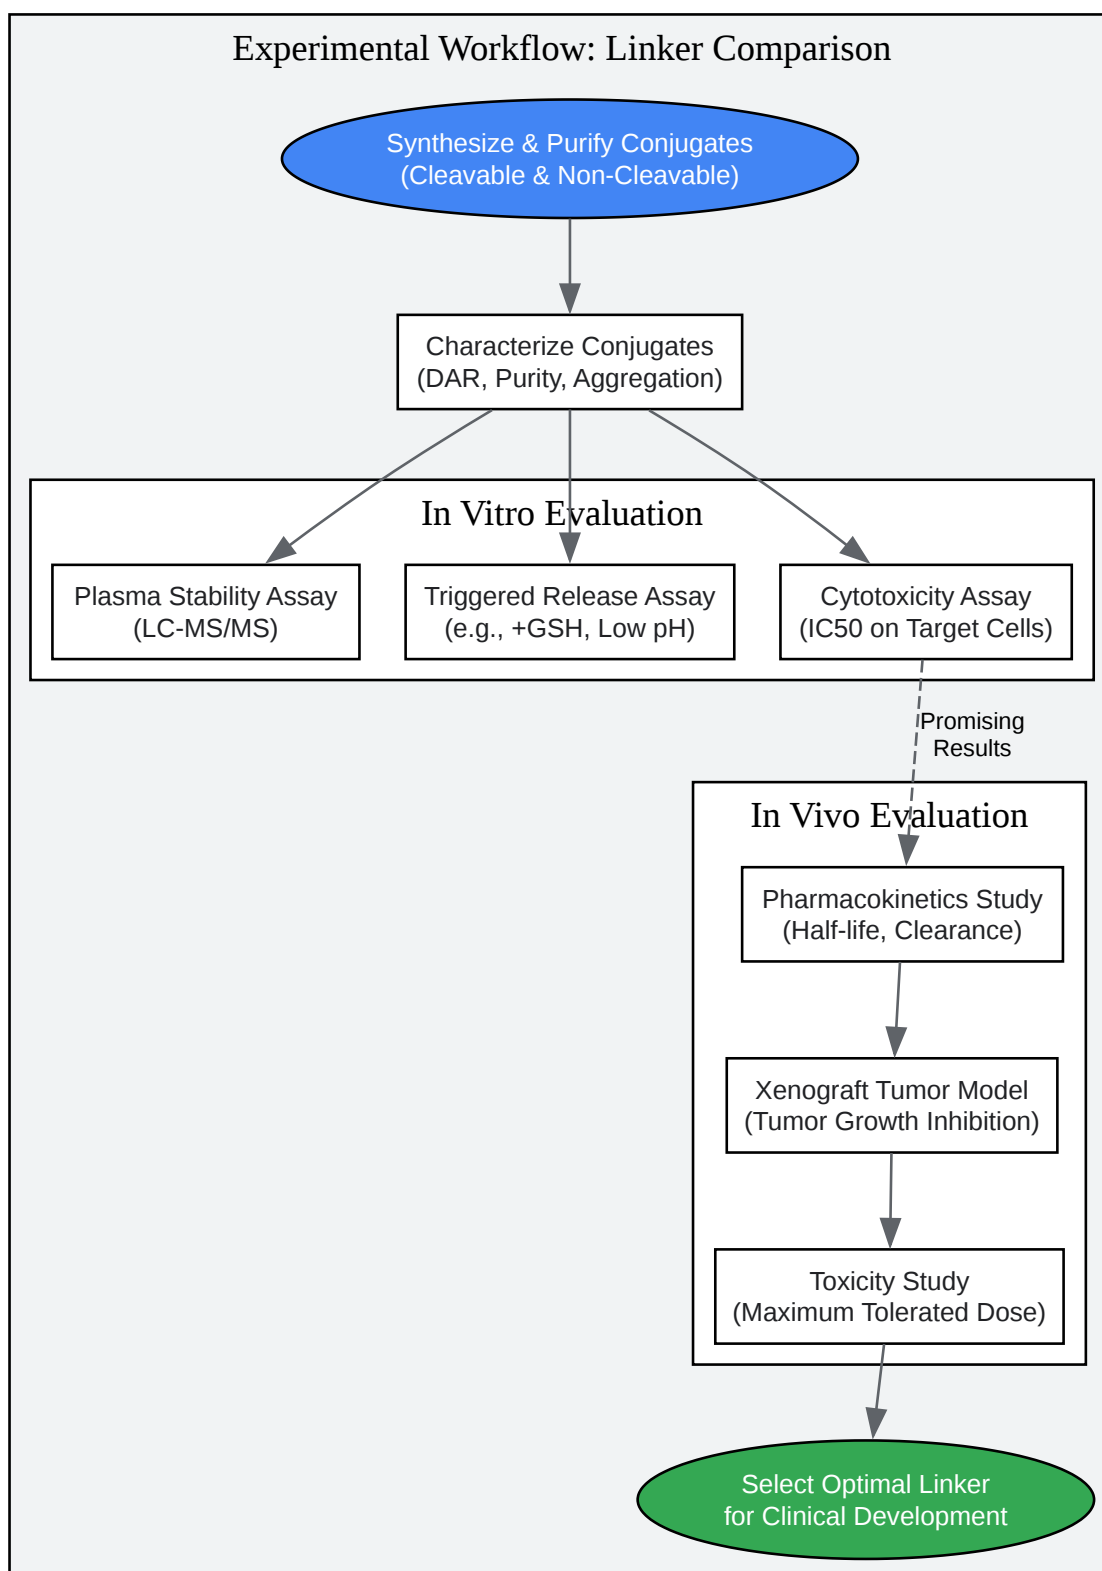 Experimental Workflow: Linker Comparison
Synthesize & Purify Conjugates
(Cleavable & Non-Cleavable)
Characterize Conjugates
(DAR, Purity, Aggregation)
In Vitro Evaluation
Plasma Stability Assay
(LC-MS/MS)
Triggered Release Assay
(e.g., +GSH, Low pH)
Cytotoxicity Assay
(IC50 on Target Cells)
Promising
Results
In Vivo Evaluation
Pharmacokinetics Study
(Half-life, Clearance)
Xenograft Tumor Model
(Tumor Growth Inhibition)
Toxicity Study
(Maximum Tolerated Dose)
Select Optimal Linker
for Clinical Development